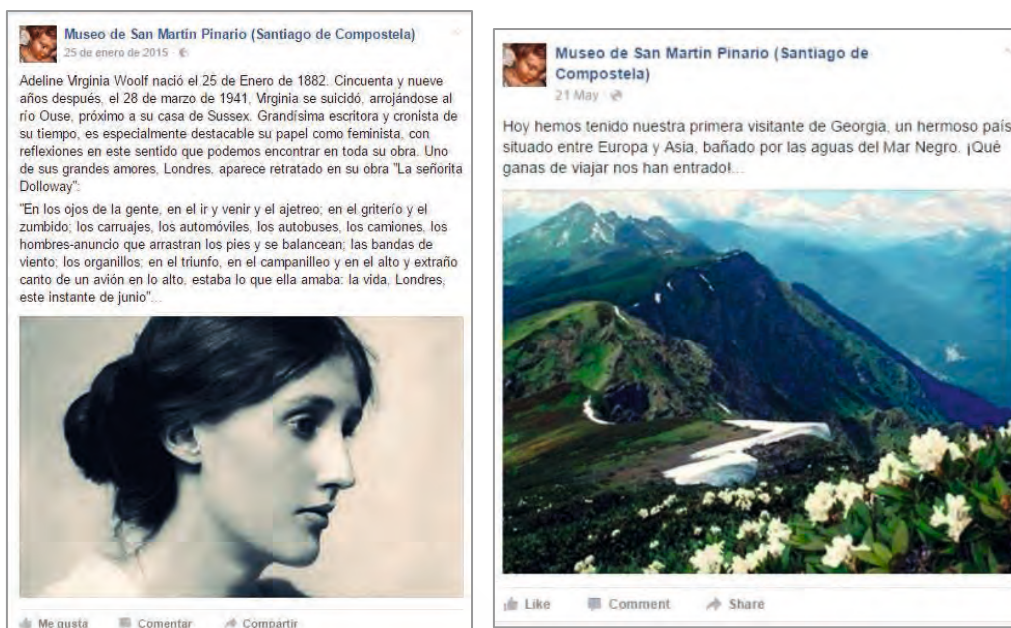 Museo de San Martín Pinario (Santiago de Compostela)
25 de enero de 2015
Adeline Virginia Woolf nació el 25 de Enero de 1882. Cincuenta y nueve
años después, el 28 de marzo de 1941, Virginia se suicidó, arrojándose al
río Ouse, próximo a su casa de Sussex. Grandísima escritora y cronista de
su tiempo, es especialmente destacable su papel como feminista, con
reflexiones en este sentido que podemos encontrar en toda su obra. Uno
de sus grandes amores, Londres, aparece retratado en su obra "La señorita
Dolloway":
"En los ojos de la gente, en el ir y venir y el ajetreo; en el griterío y el
zumbido; los carruajes, los automóviles, los autobuses, los camiones, los
hombres-anuncio que arrastran los pies y se balancean; las bandas de
viento; los organillos; en el triunfo, en el campanilleo y en el alto y extraño
canto de un avión en lo alto, estaba lo que ella amaba: la vida, Londres,
este instante de junio"...
Me gusta Comentar Compartir
Museo de San Martín Pinario (Santiago de
Compostela)
21 May
Hoy hemos tenido nuestra primera visitante de Georgia, un hermoso país
situado entre Europa y Asia, bañado por las aguas del Mar Negro. ¡Qué
ganas de viajar nos han entrado!...
Like Comment Share